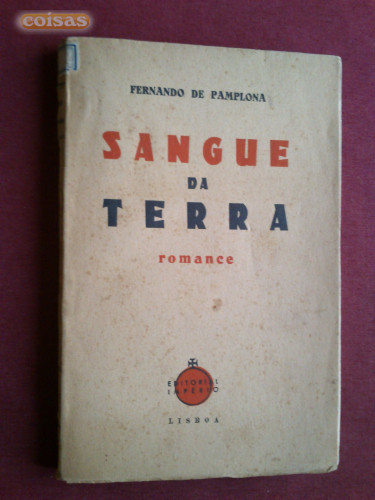 coisas
FERNANDO DE PAMPLONA
SANGUE
DA
TERRA
romance
EDITORIAL
IMPÉRIO
LISBOA